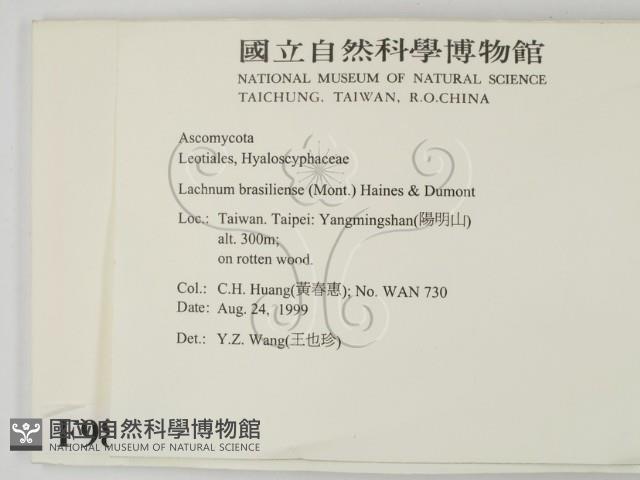 國立自然科學博物館
NATIONAL MUSEUM OF NATURAL SCIENCE
TAICHUNG, TAIWAN, R.O.CHINA
Ascomycota
Leotiales, Hyaloscyphaceae
Lachnum brasiliense (Mont.) Haines & Dumont
Loc.: Taiwan. Taipei: Yangmingshan(陽明山)
alt. 300m;
on rotten wood.
Col.: C.H. Huang(黃春惠); No. WAN 730
Date: Aug. 24, 1999
Det.: Y.Z. Wang(王也珍)
國立自然科學博物館
NATIONAL MUSEUM OF NATURAL SCIENCE